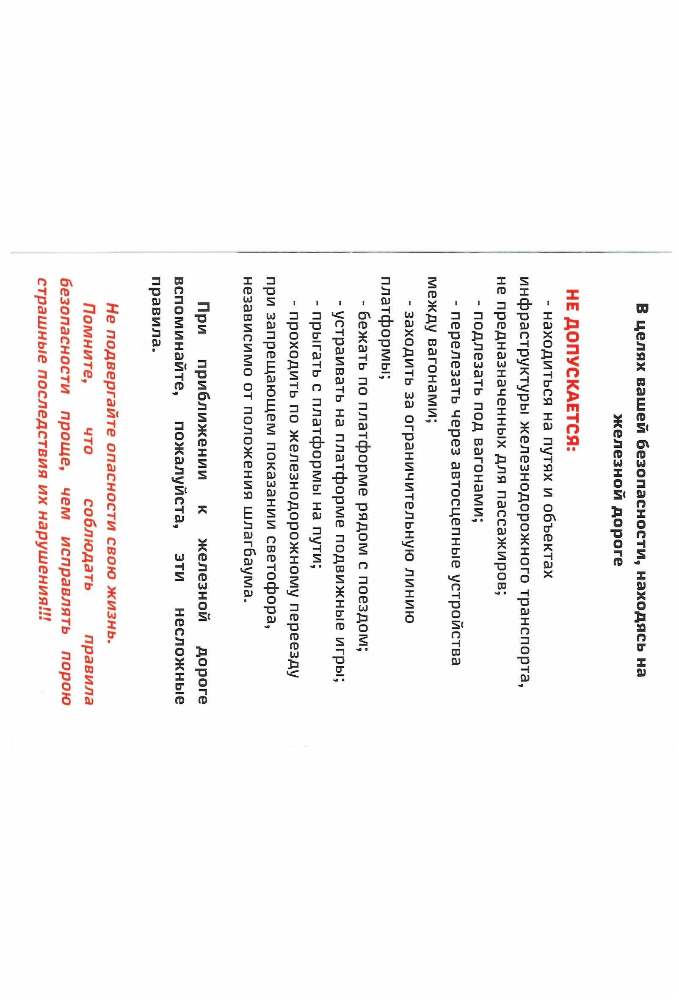 В целях вашей безопасности, находясь на
железной дороге
НЕ ДОПУСКАЕТСЯ:
- находиться на путях и объектах
инфраструктуры железнодорожного транспорта,
не предназначенных для пассажиров;
- подлезать под вагонами;
- перелезать через автосцепные устройства
между вагонами;
- заходить за ограничительную линию
платформы;
- бежать по платформе рядом с поездом;
- устраивать на платформе подвижные игры;
- прыгать с платформы на пути;
- проходить по железнодорожному переезду
при запрещающем показании светофора,
независимо от положения шлагбаума.
При приближении к железной дороге
вспоминайте, пожалуйста, эти несложные
правила.
Не подвергайте опасности свою жизнь.
Помните, что соблюдать правила
безопасности проще, чем исправлять порою
страшные последствия их нарушения!!!